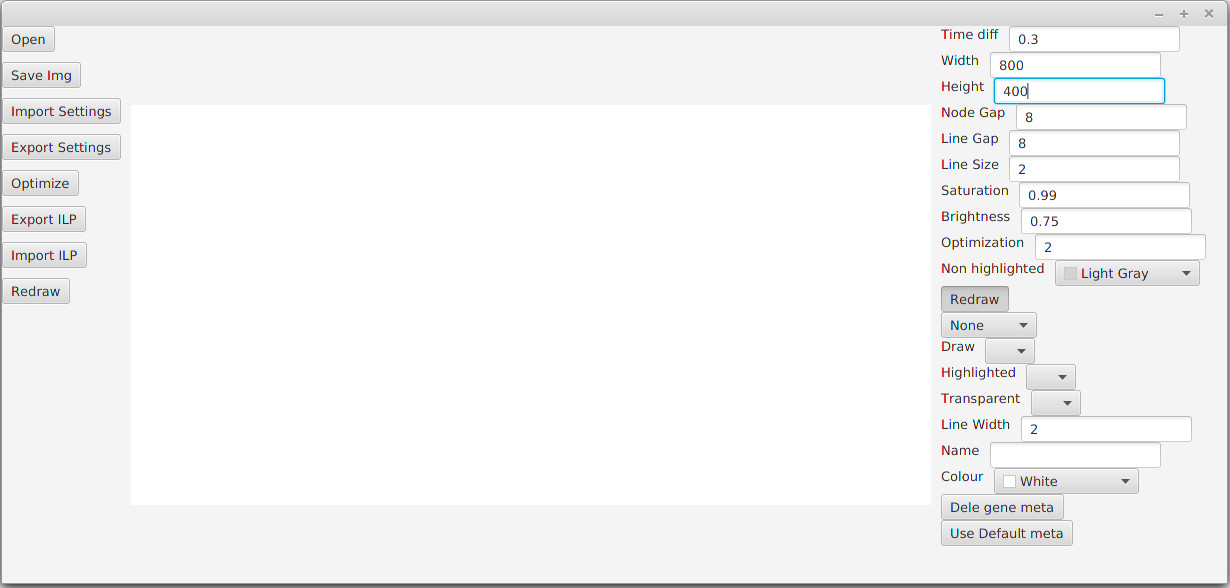 Open
Save Img
Import Settings
Export Settings
Optimize
Export ILP
Import ILP
Redraw
Time diff 0.3
Width 800
Height 400
Node Gap 8
Line Gap 8
Line Size 2
Saturation 0.99
Brightness 0.75
Optimization 2
Non highlighted Light Gray
Redraw
None
Draw
Highlighted
Transparent
Line Width 2
Name
Colour White
Dele gene meta
Use Default meta